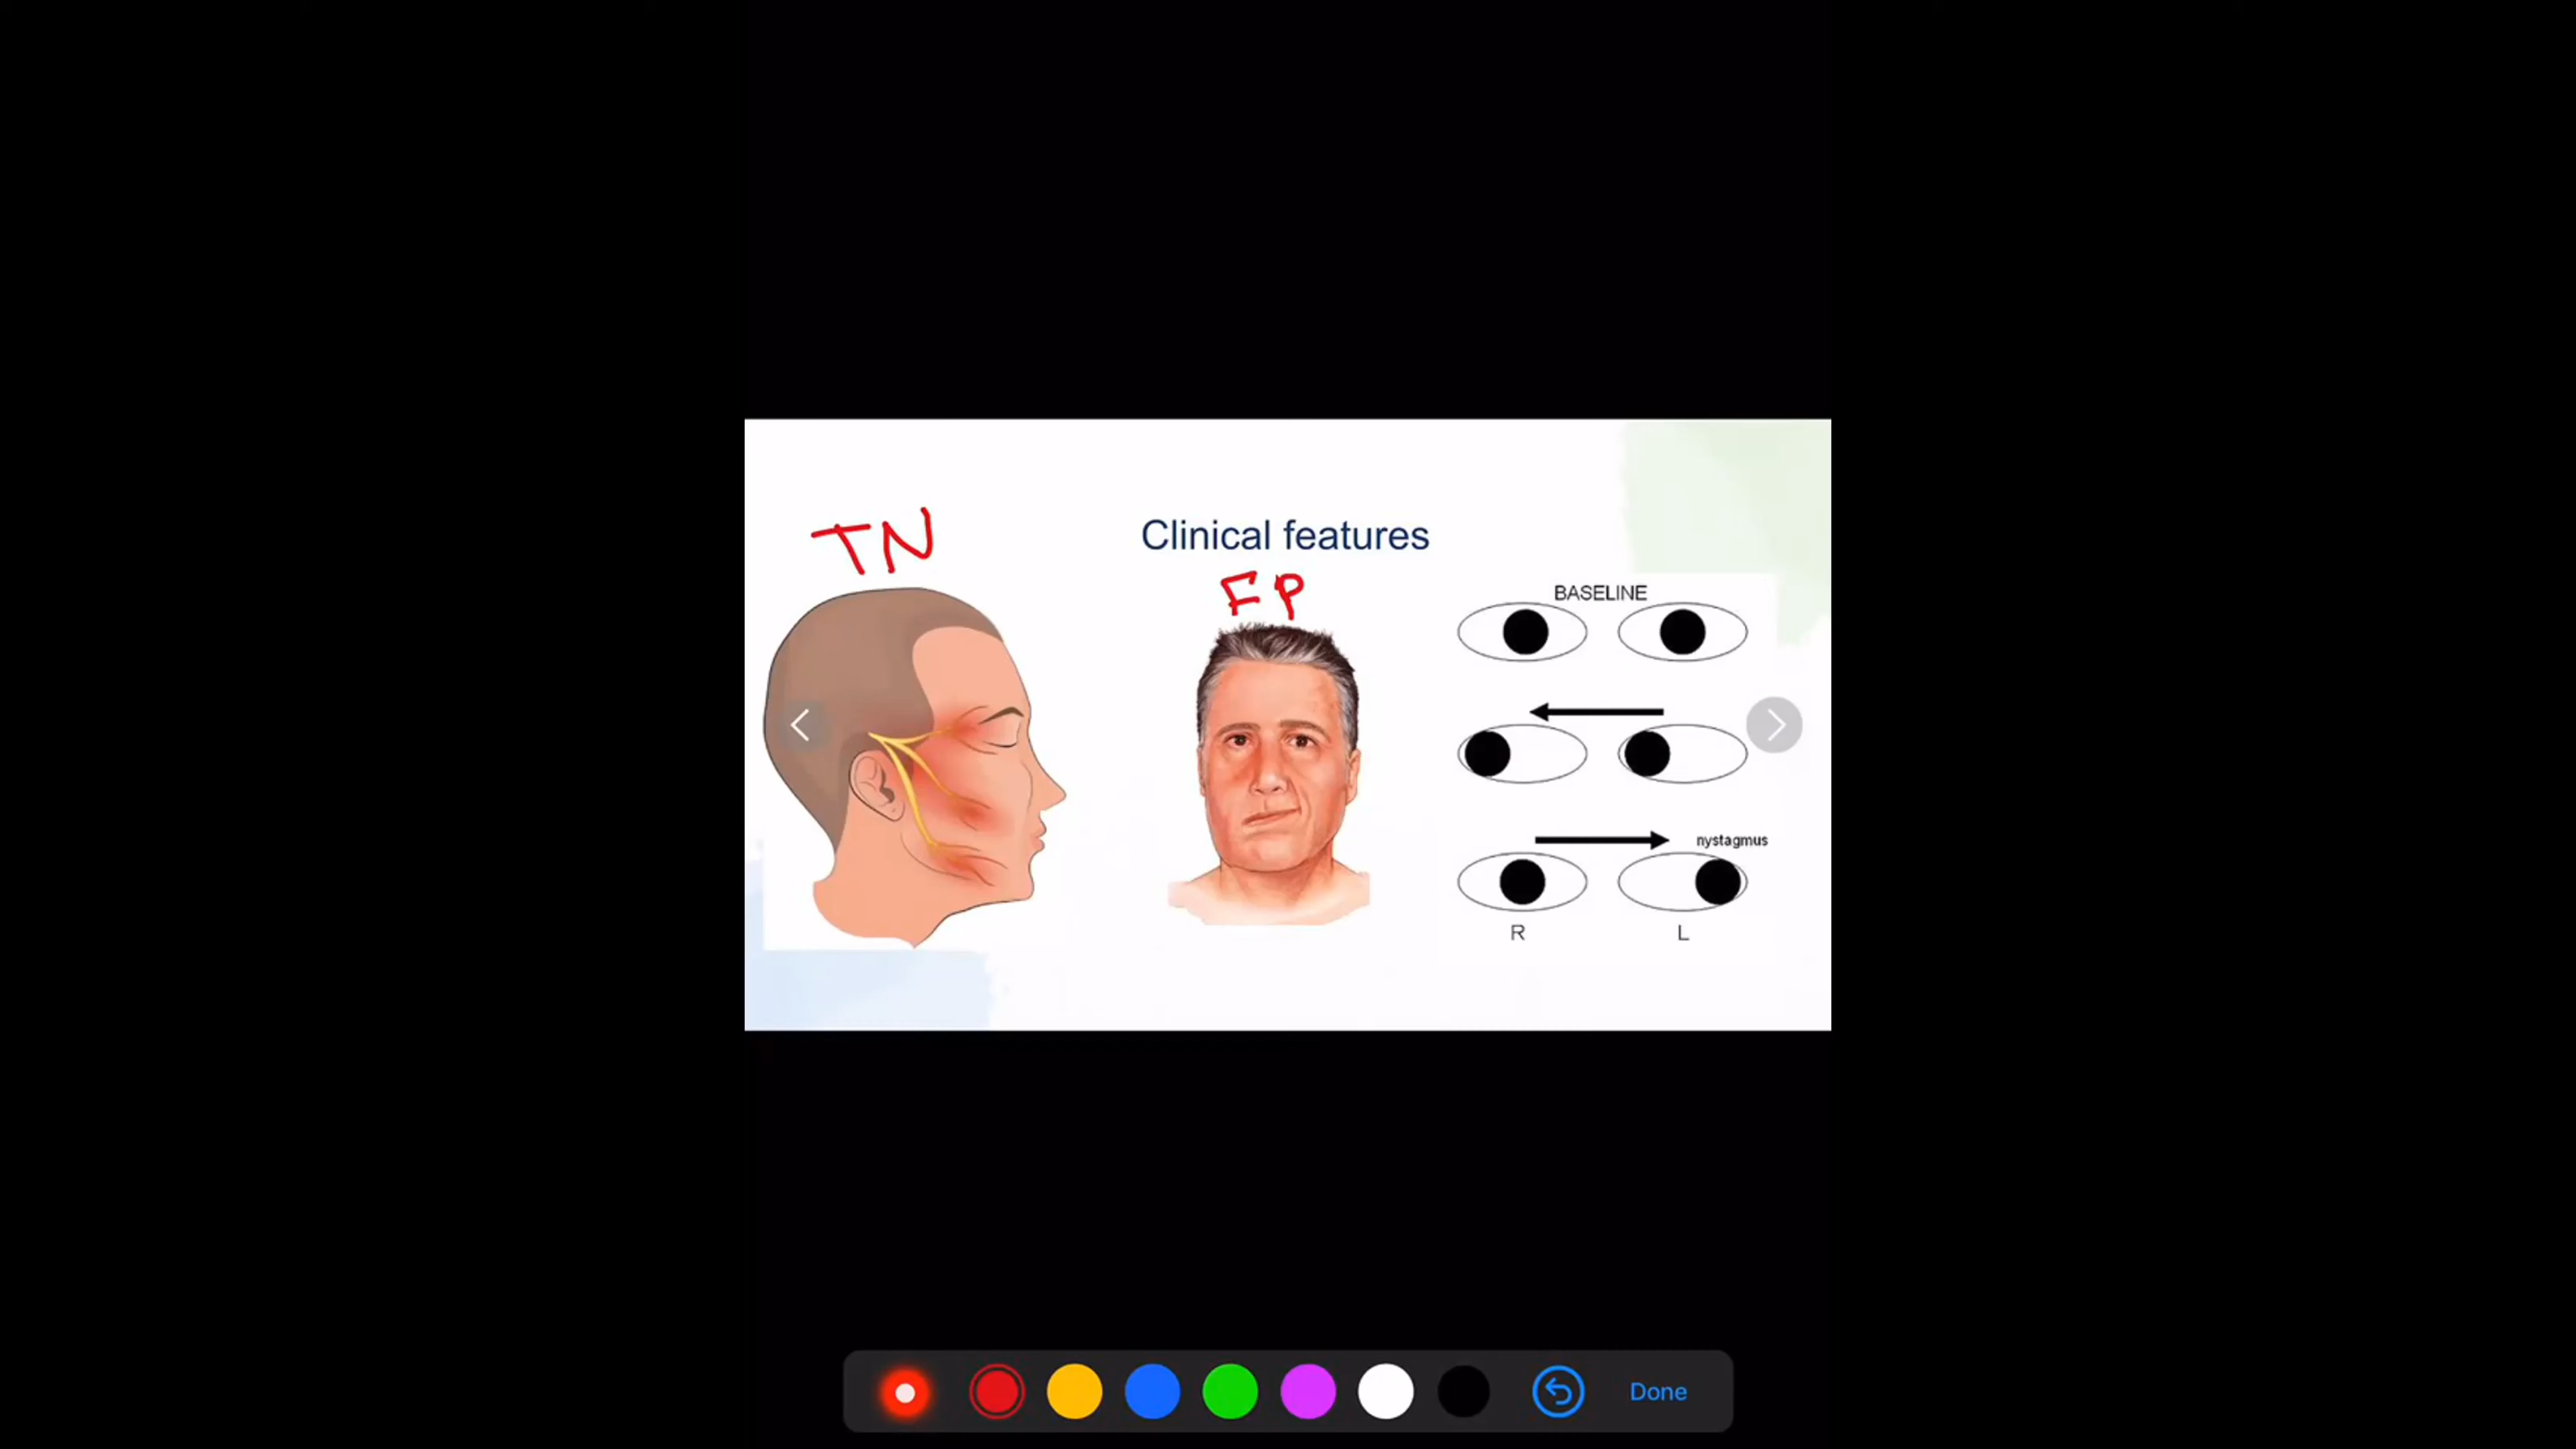 TN
Clinical features
FP
BASELINE
nystagmus
R L
Done